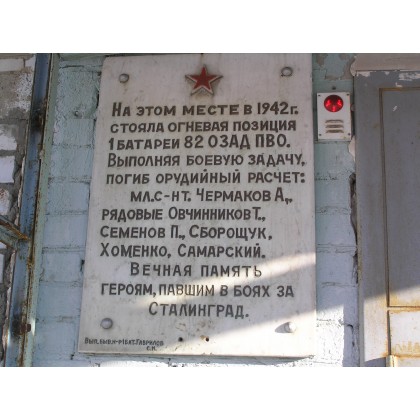 На этом месте в 1942г.
стояла огневая позиция
1 батареи 82 ОЗАД ПВО.
Выполняя боевую задачу,
погиб орудийный расчет:
мл.с-нт. Чермаков А.,
рядовые Овчинников Т.,
Семенов П., Сборощук,
Хоменко, Самарский.
Вечная память
героям, павшим в боях за
Сталинград.
Гаврилов